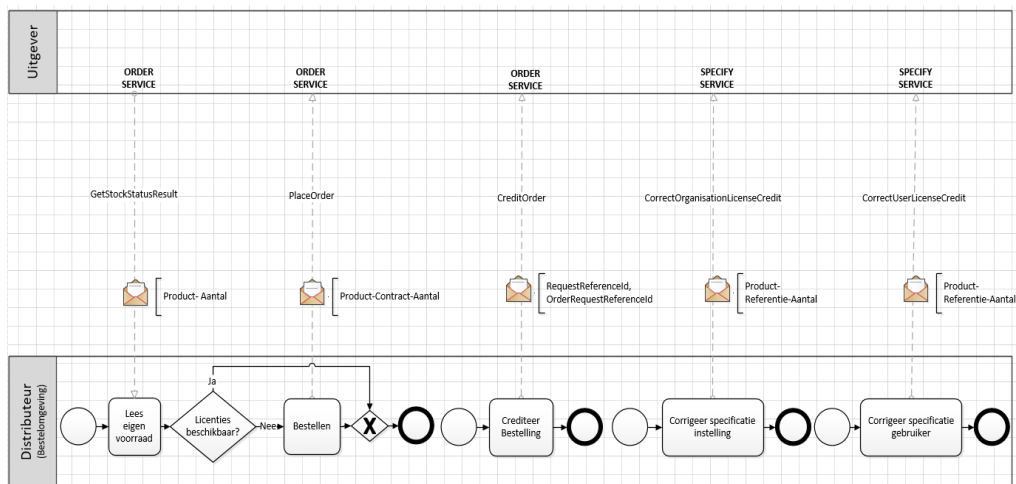 Uitgever
ORDER
SERVICE
ORDER
SERVICE
ORDER
SERVICE
SPECIFY
SERVICE
SPECIFY
SERVICE
GetStockStatusResult
PlaceOrder
CreditOrder
CorrectOrganisationLicenseCredit
CorrectUserLicenseCredit
Product- Aantal
Product-Contract-Aantal
RequestReferenceId,
OrderRequestReferenceId
Product-
Referentie-Aantal
Product-
Referentie-Aantal
Distributeur
(Bestelomgeving)
Lees
eigen
voorraad
Licenties
beschikbaar?
Ja
Nee
Bestellen
X
Crediteer
Bestelling
Corrigeer specificatie
instelling
Corrigeer specificatie
gebruiker